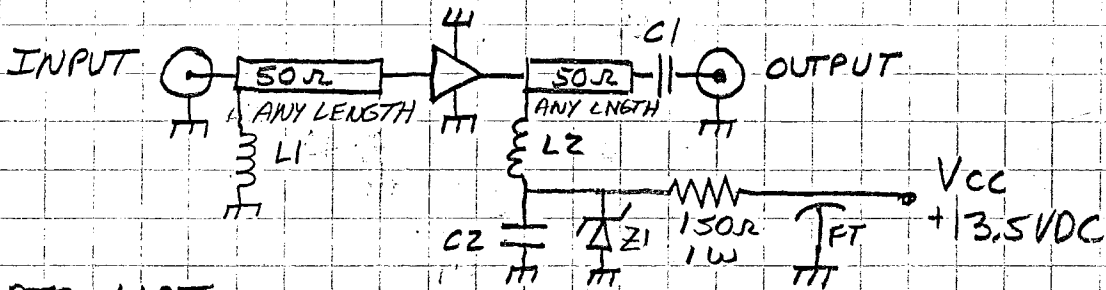 INPUT
50Ω
ANY LENGTH
L1
50Ω
ANY LNGTH
C1
OUTPUT
L2
C2
Z1
150Ω
1W
FT
Vcc
+13.5VDC